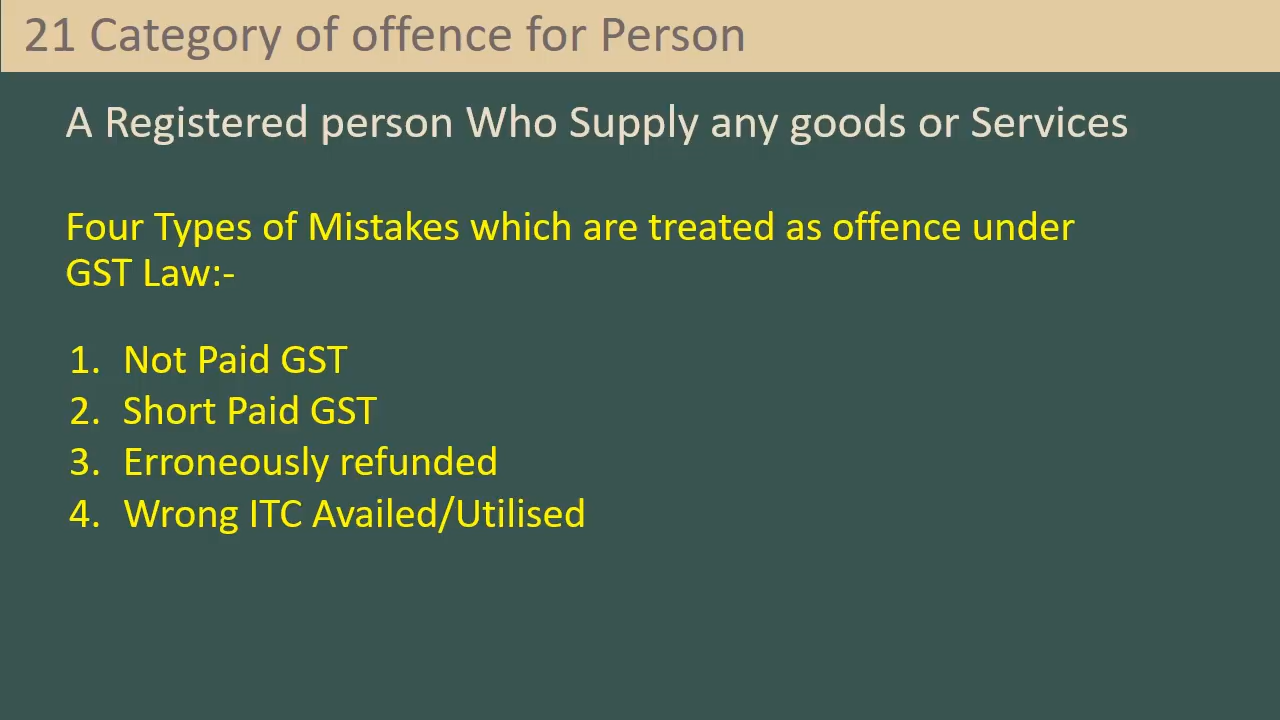 21 Category of offence for Person
A Registered person Who Supply any goods or Services
Four Types of Mistakes which are treated as offence under
GST Law:-
1. Not Paid GST
2. Short Paid GST
3. Erroneously refunded
4. Wrong ITC Availed/Utilised